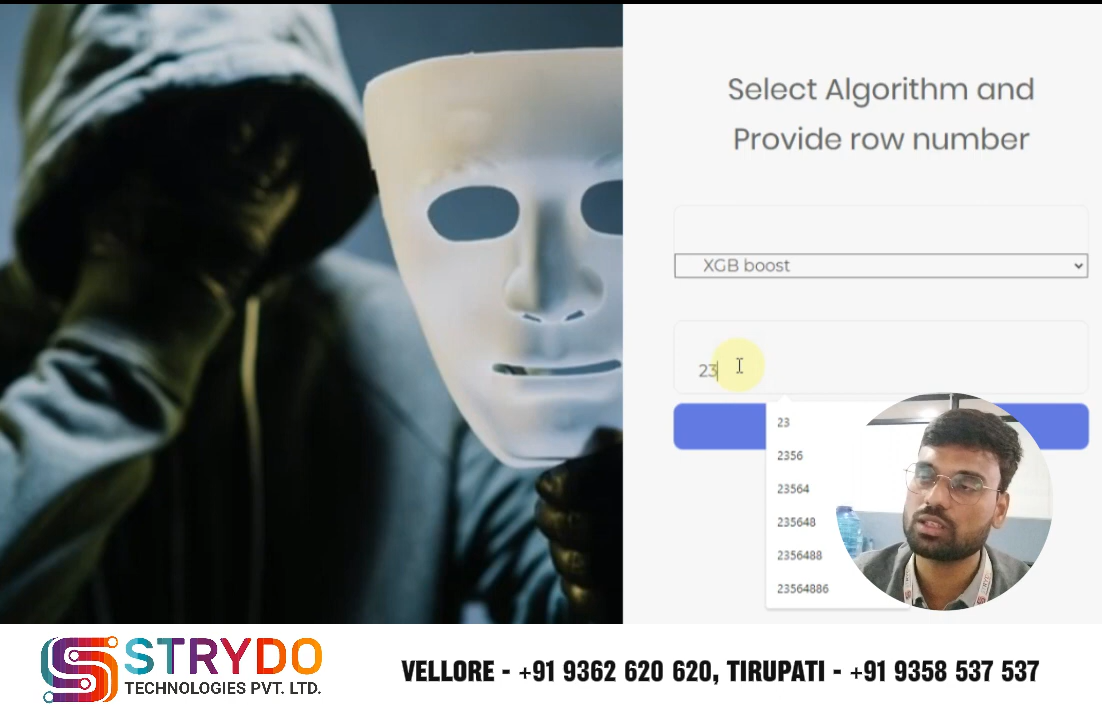 Select Algorithm and
Provide row number
XGB boost
23
23
2356
23564
235648
2356488
23564886
STRYDO
TECHNOLOGIES PVT. LTD.
VELLORE - +91 9362 620 620, TIRUPATI - +91 9358 537 537